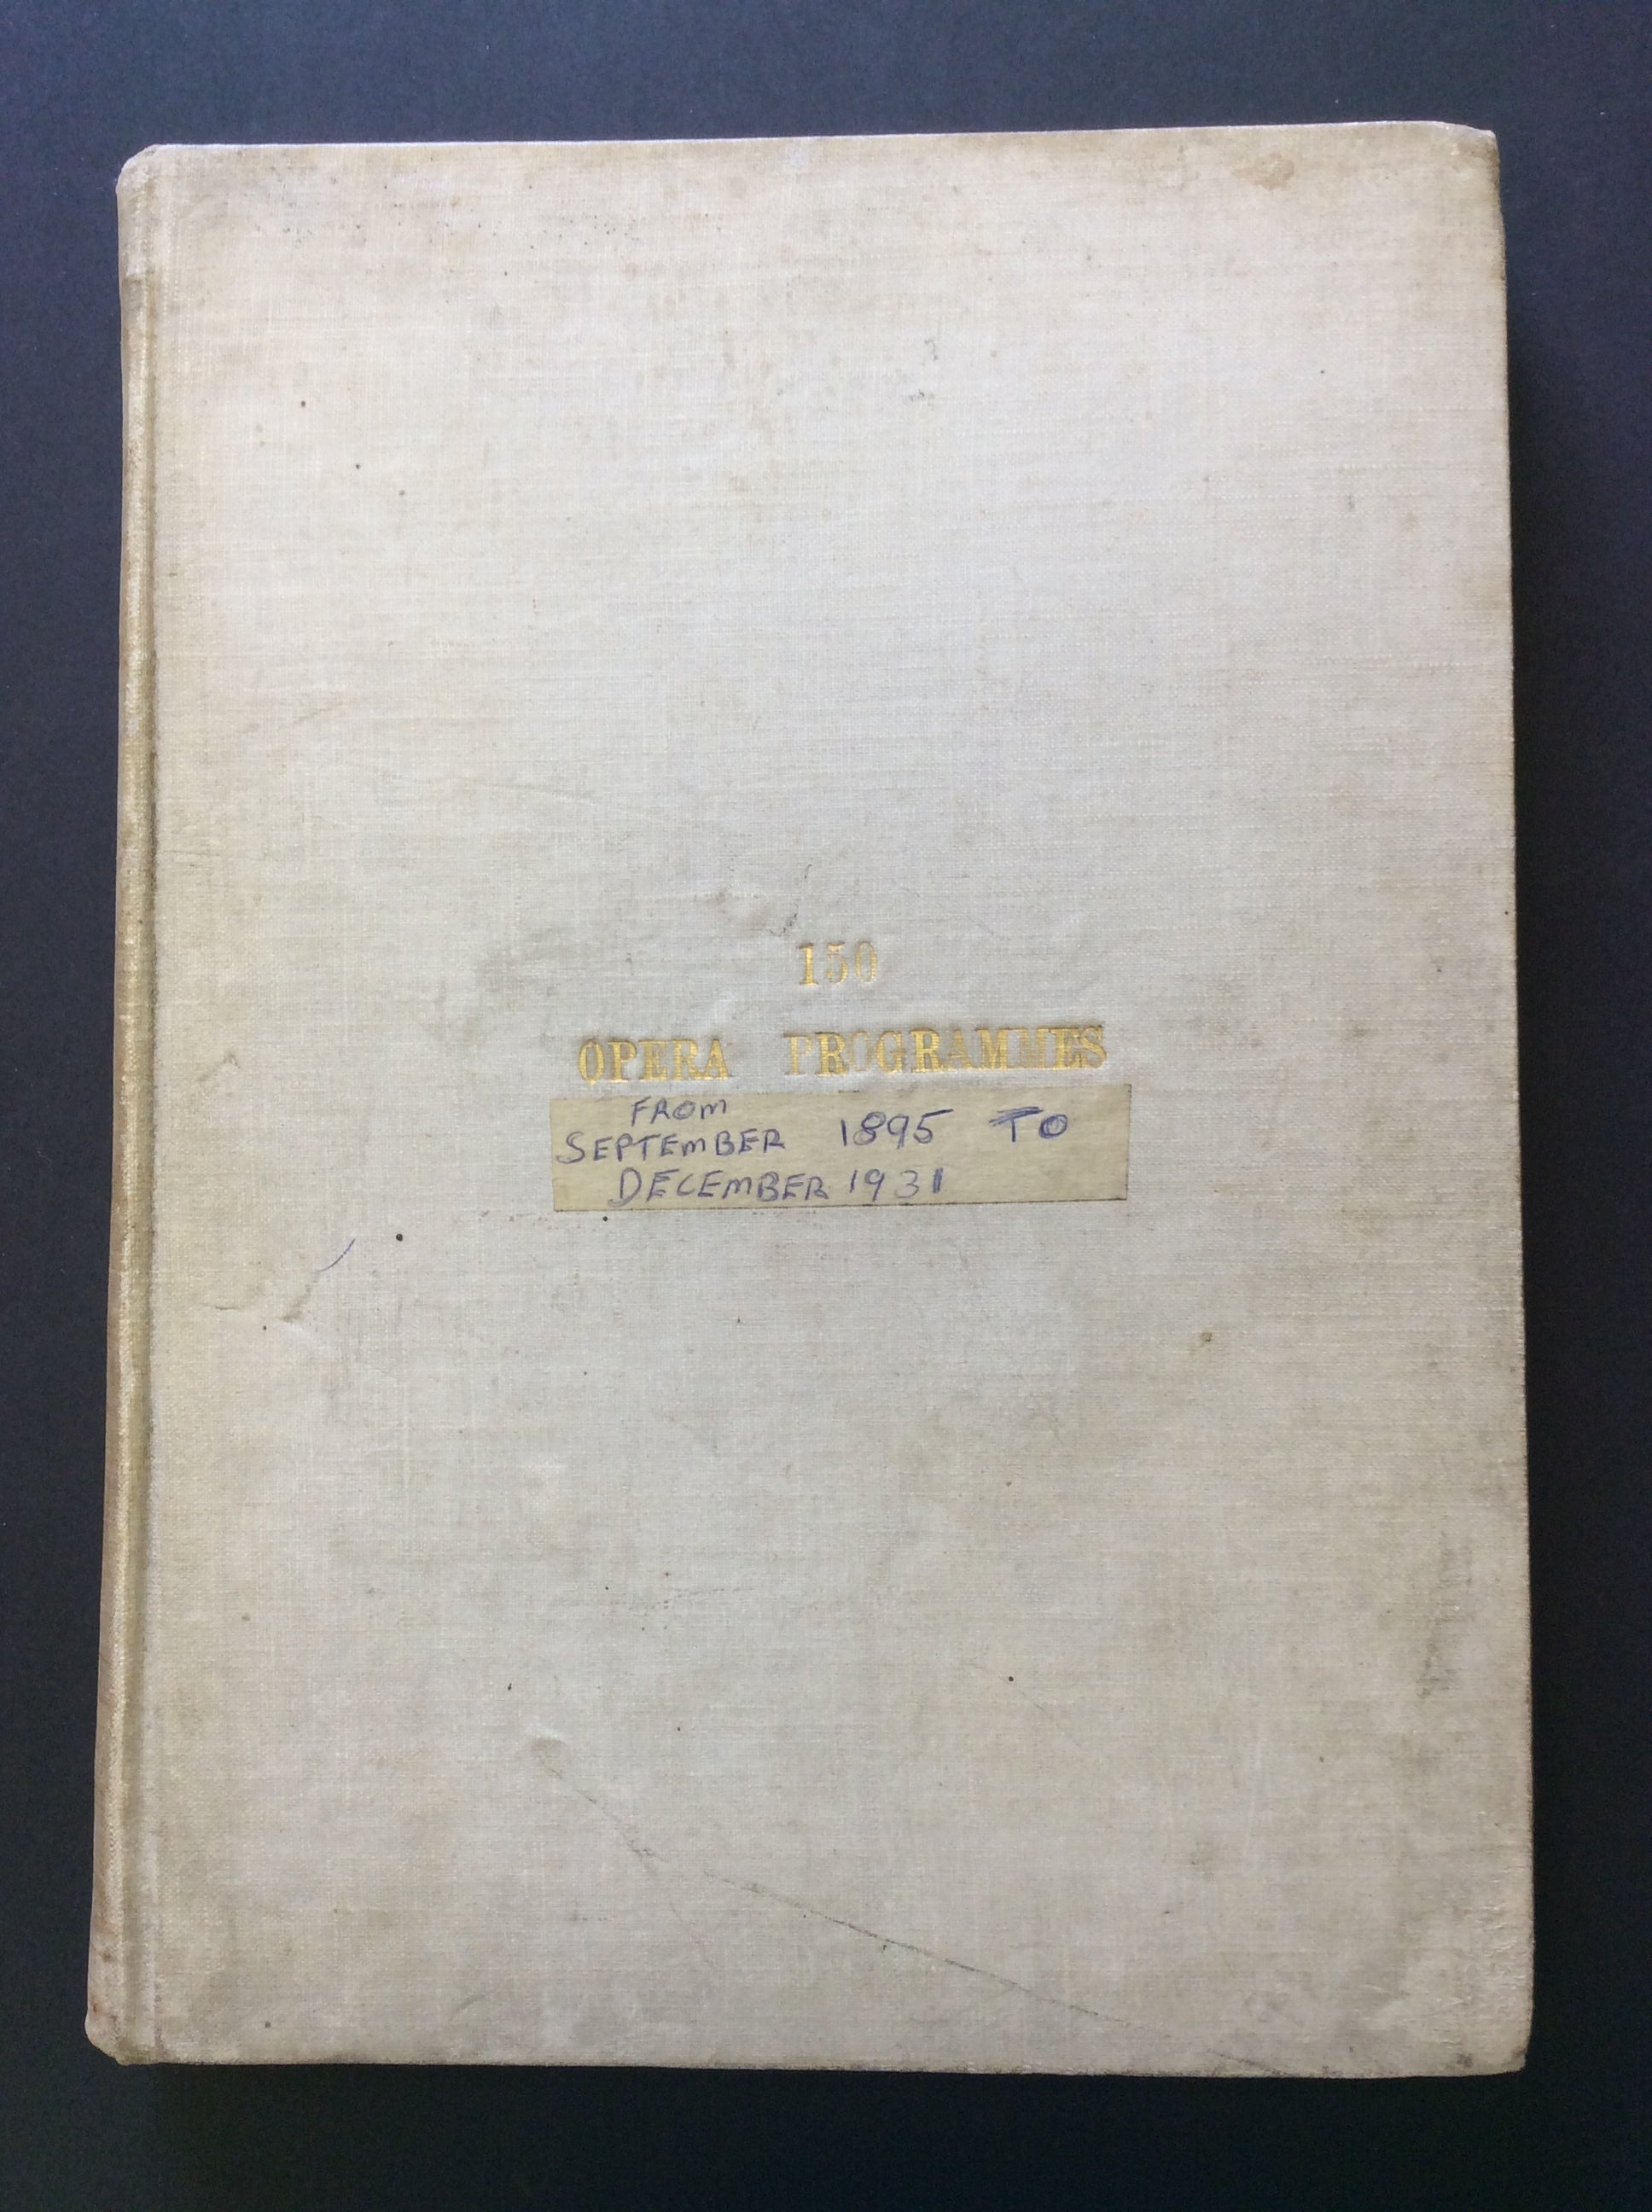 150
OPERA PROGRAMMES
FROM
SEPTEMBER 1895 TO
DECEMBER 1931